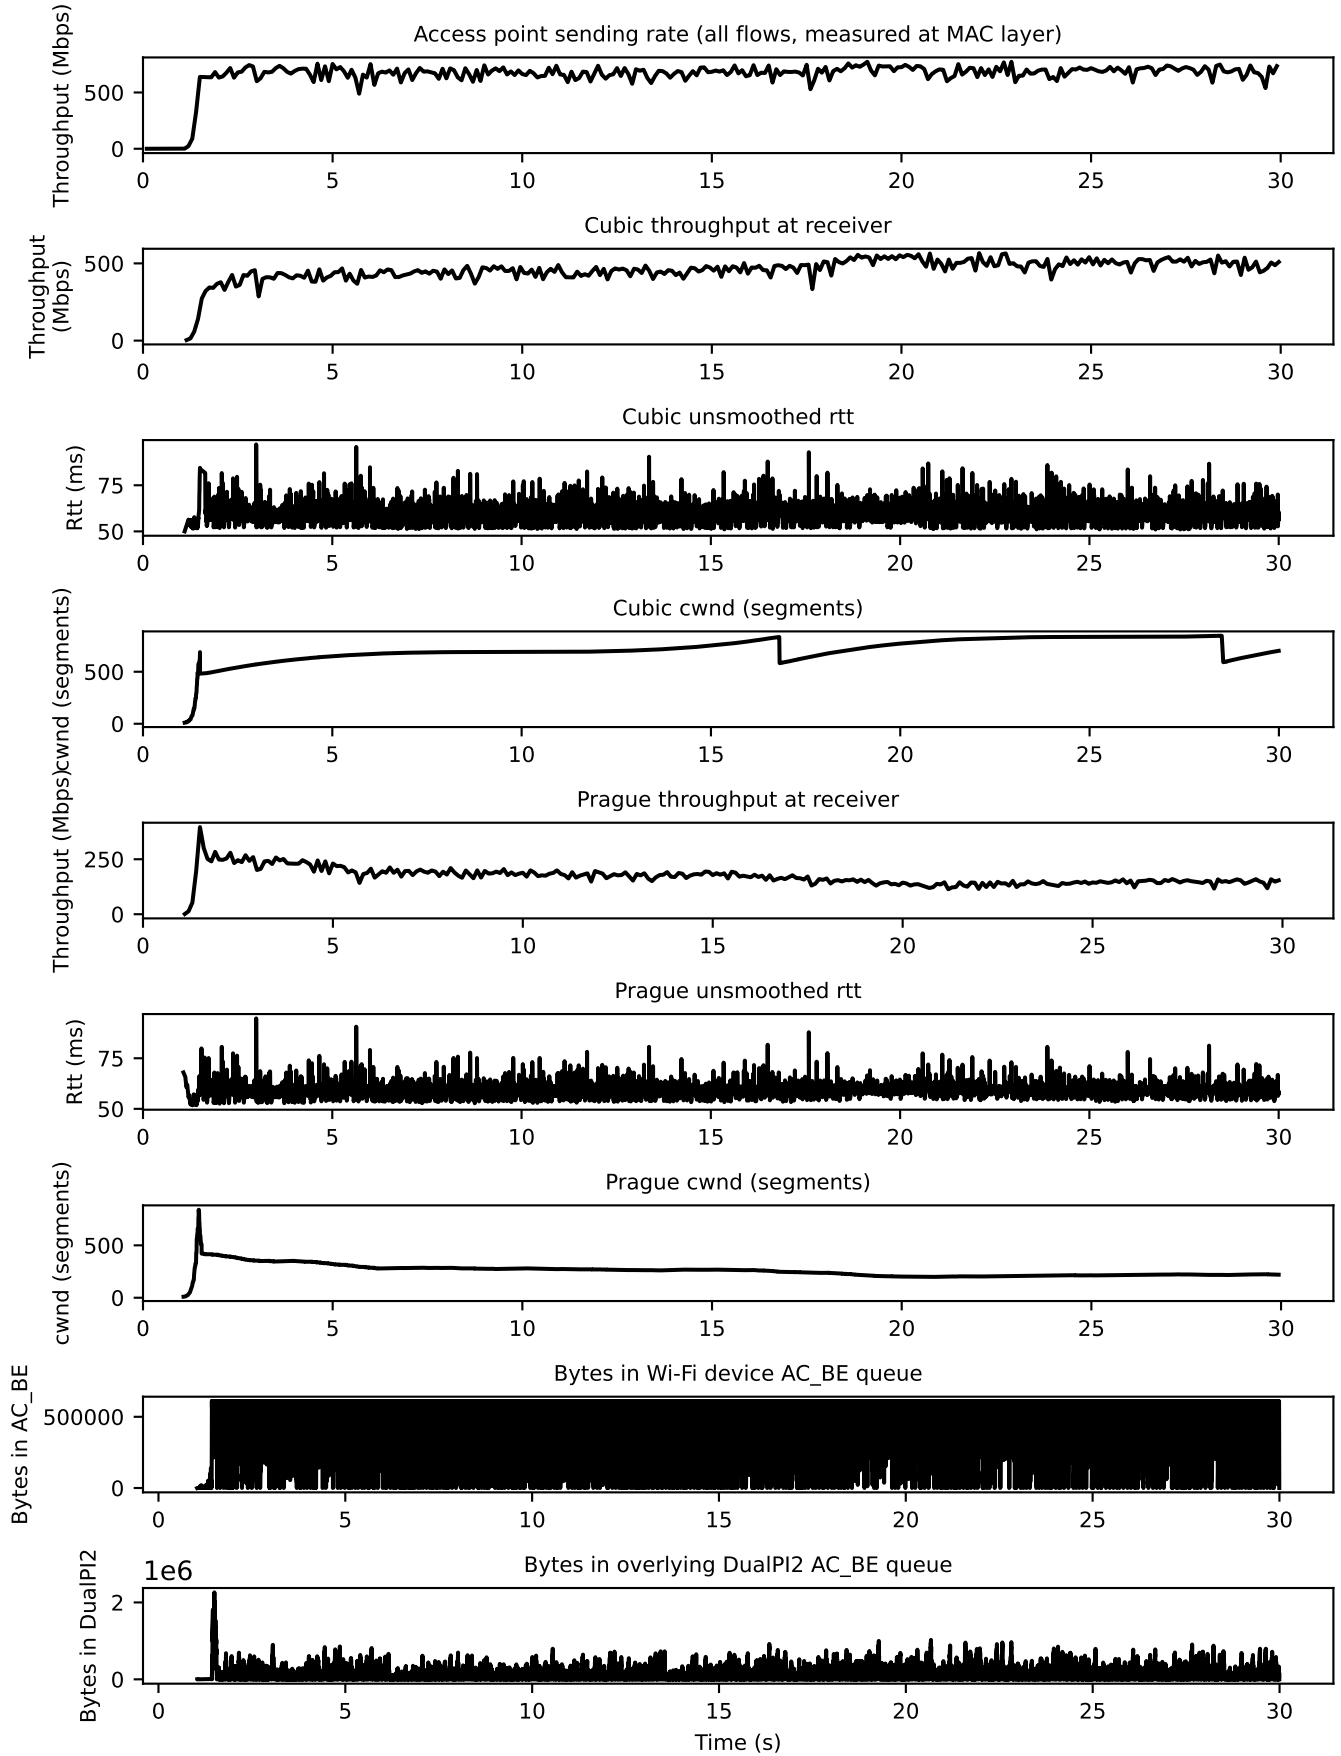 Access point sending rate (all flows, measured at MAC layer)
Throughput (Mbps)
500
0
0 5 10 15 20 25 30
Cubic throughput at receiver
Throughput
(Mbps)
500
0
0 5 10 15 20 25 30
Cubic unsmoothed rtt
Rtt (ms)
75
50
0 5 10 15 20 25 30
Cubic cwnd (segments)
cwnd (segments)
500
0
0 5 10 15 20 25 30
Prague throughput at receiver
Throughput (Mbps)
250
0
0 5 10 15 20 25 30
Prague unsmoothed rtt
Rtt (ms)
75
50
0 5 10 15 20 25 30
Prague cwnd (segments)
cwnd (segments)
500
0
0 5 10 15 20 25 30
Bytes in Wi-Fi device AC_BE queue
Bytes in AC_BE
500000
0
0 5 10 15 20 25 30
Bytes in overlying DualPI2 AC_BE queue
1e6
Bytes in DualPI2
2
0
0 5 10 15 20 25 30
Time (s)